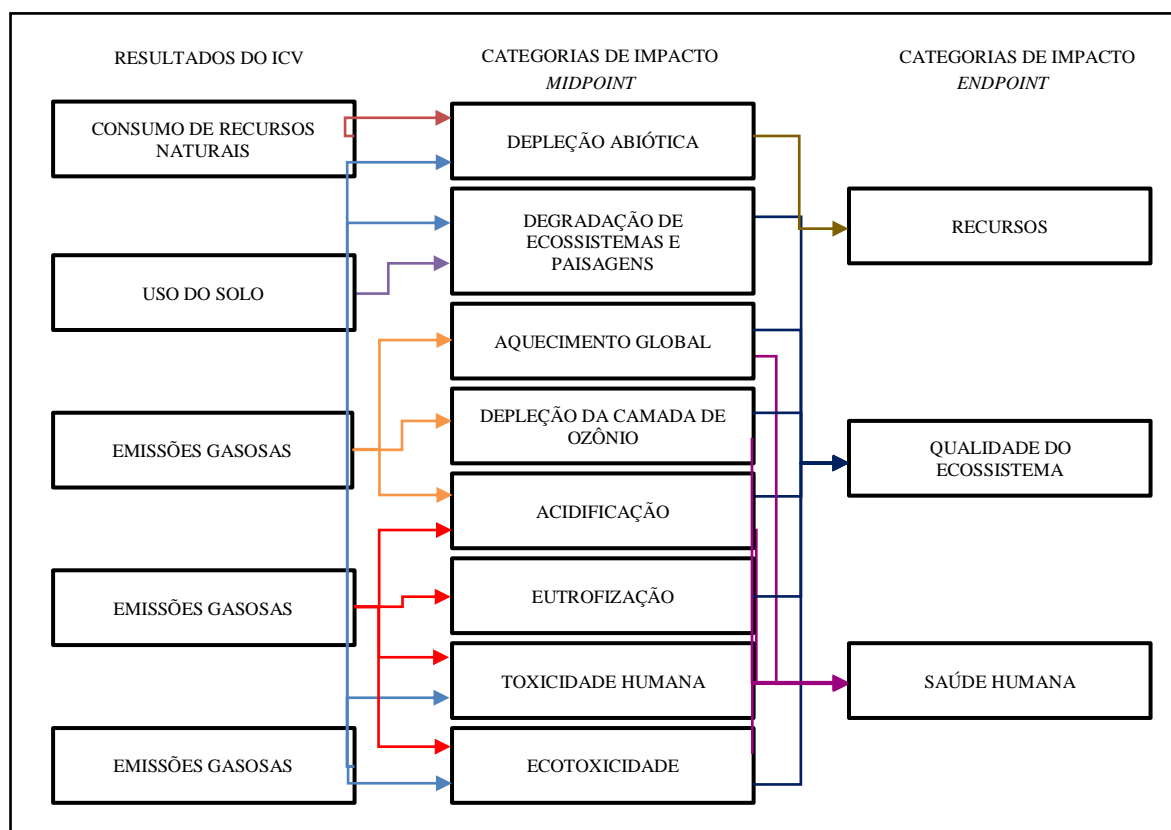 RESULTADOS DO ICV
CATEGORIAS DE IMPACTO
MIDPOINT
CATEGORIAS DE IMPACTO
ENDPOINT
CONSUMO DE RECURSOS
NATURAIS
USO DO SOLO
EMISSÕES GASOSAS
EMISSÕES GASOSAS
EMISSÕES GASOSAS
DEPLEÇÃO ABIÓTICA
DEGRADAÇÃO DE
ECOSSISTEMAS E
PAISAGENS
AQUECIMENTO GLOBAL
DEPLEÇÃO DA CAMADA DE
OZÔNIO
ACIDIFICAÇÃO
EUTROFIZAÇÃO
TOXICIDADE HUMANA
ECOTOXICIDADE
RECURSOS
QUALIDADE DO
ECOSSISTEMA
SAÚDE HUMANA